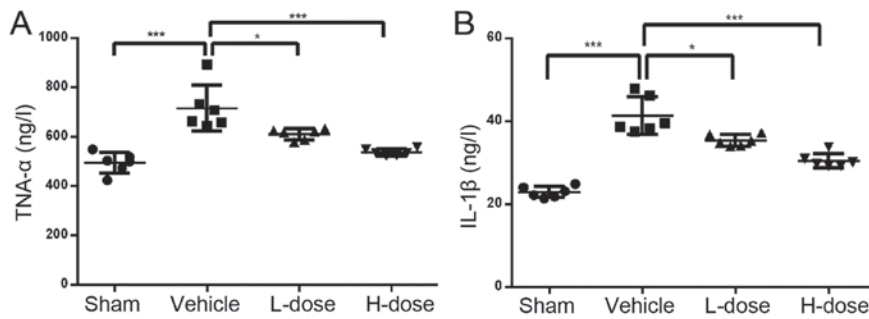 A
TNA-α (ng/l)
1000
800
600
400
200
0
***
***
*
Sham Vehicle L-dose H-dose
B
IL-1β (ng/l)
60
40
20
0
***
***
*
Sham Vehicle L-dose H-dose